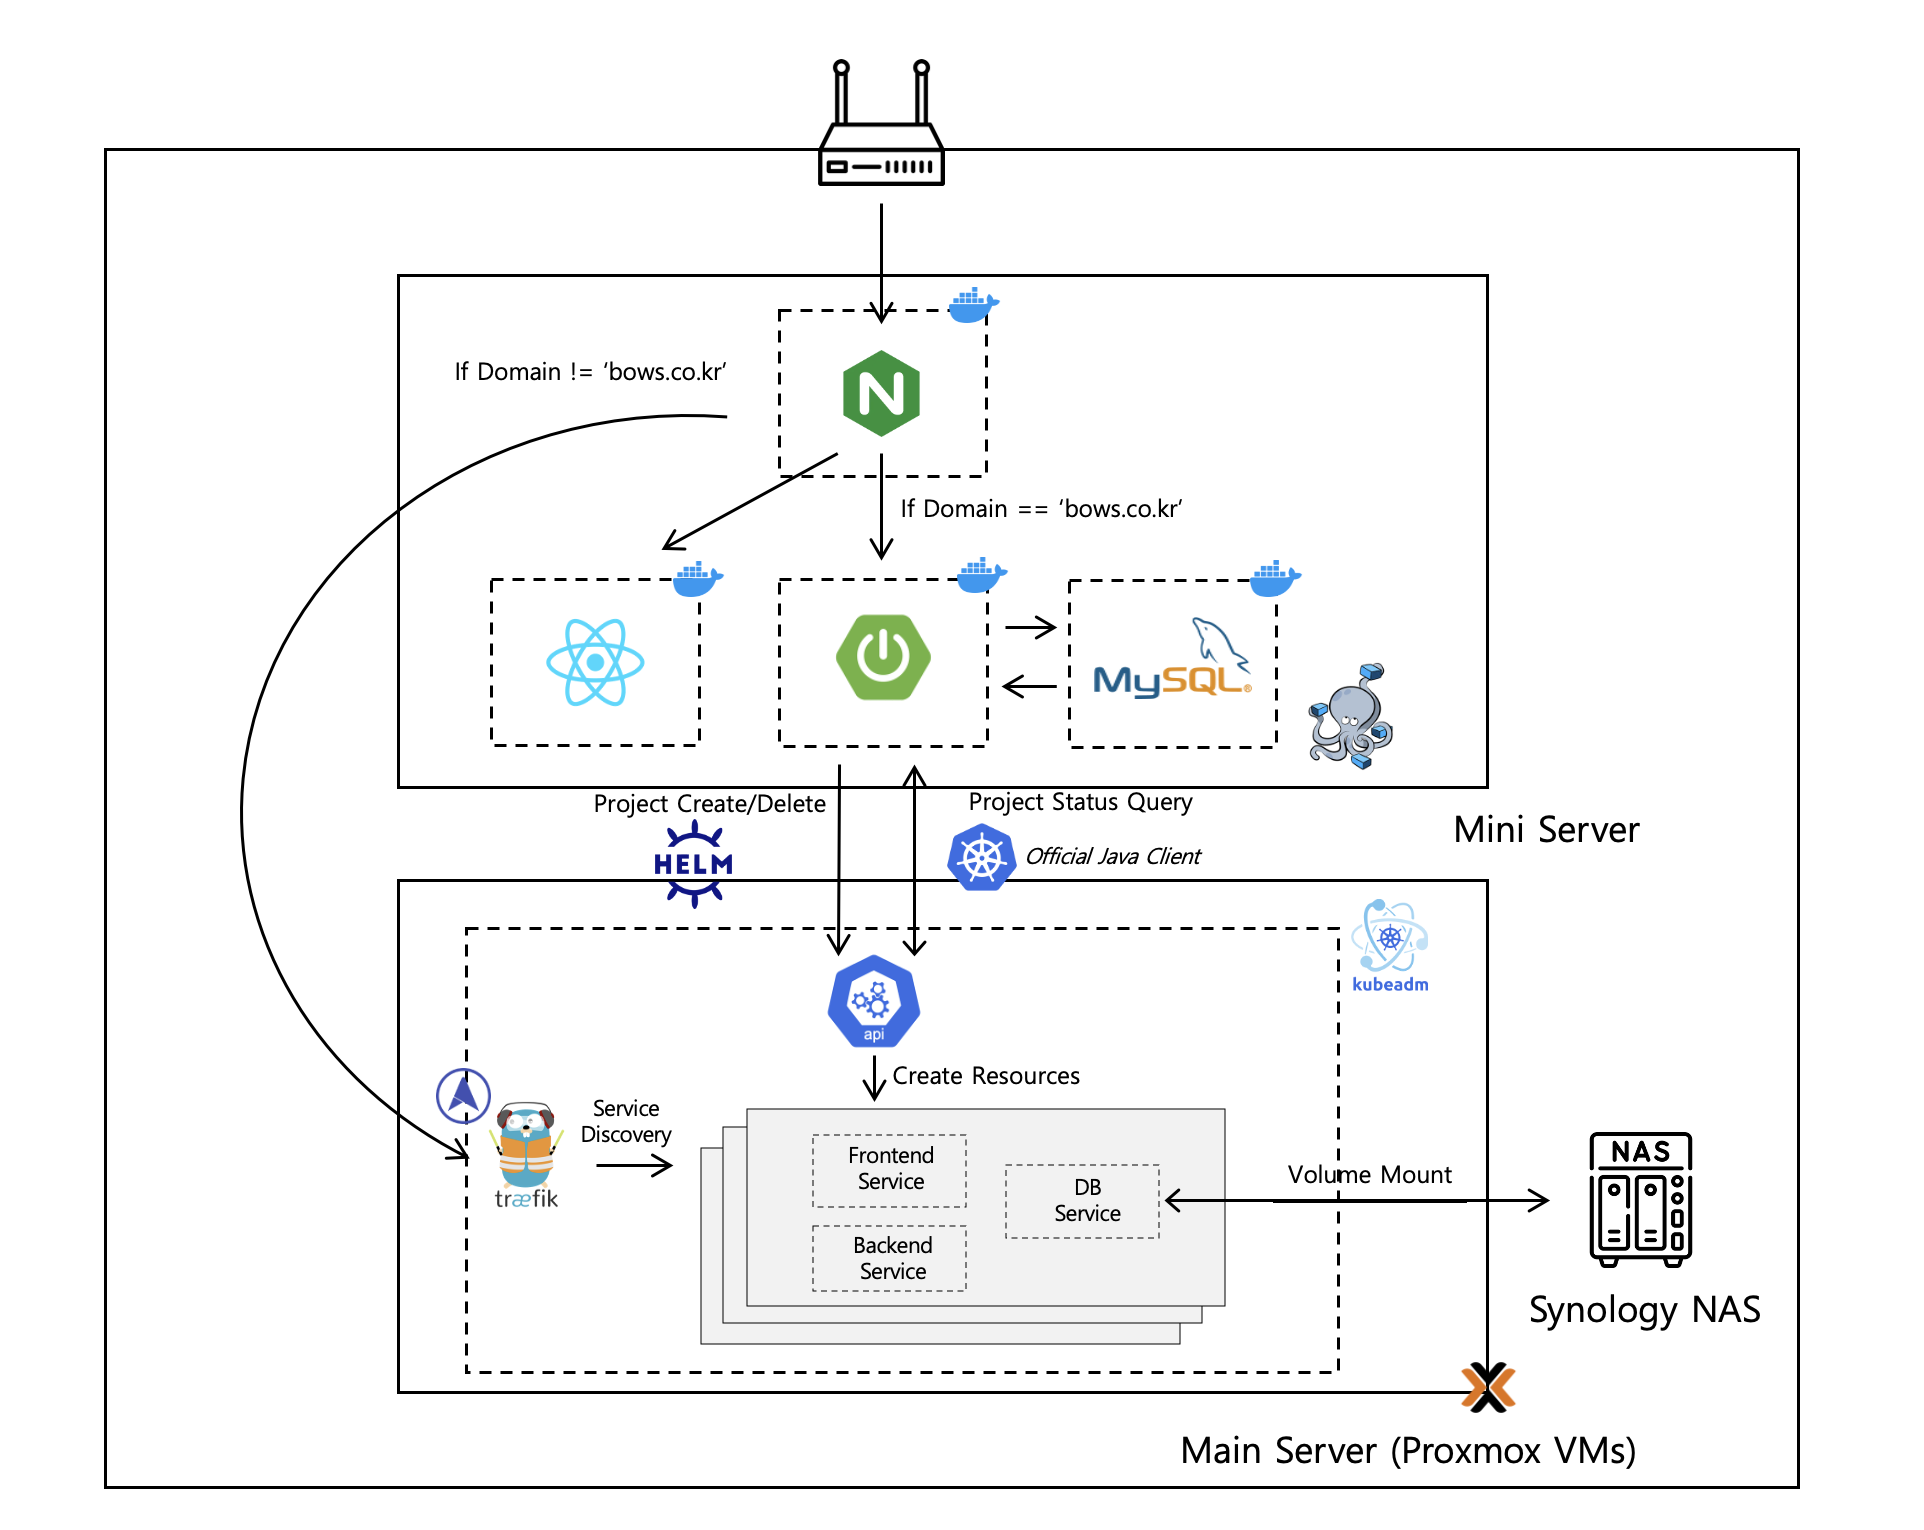 If Domain != ‘bows.co.kr’
N
If Domain == ‘bows.co.kr’
MySQL®
Project Create/Delete
Project Status Query
Mini Server
HELM
Official Java Client
kubeadm
api
Create Resources
Service
Discovery
træfik
Frontend
Service
DB
Service
Backend
Service
Volume Mount
NAS
Synology NAS
Main Server (Proxmox VMs)